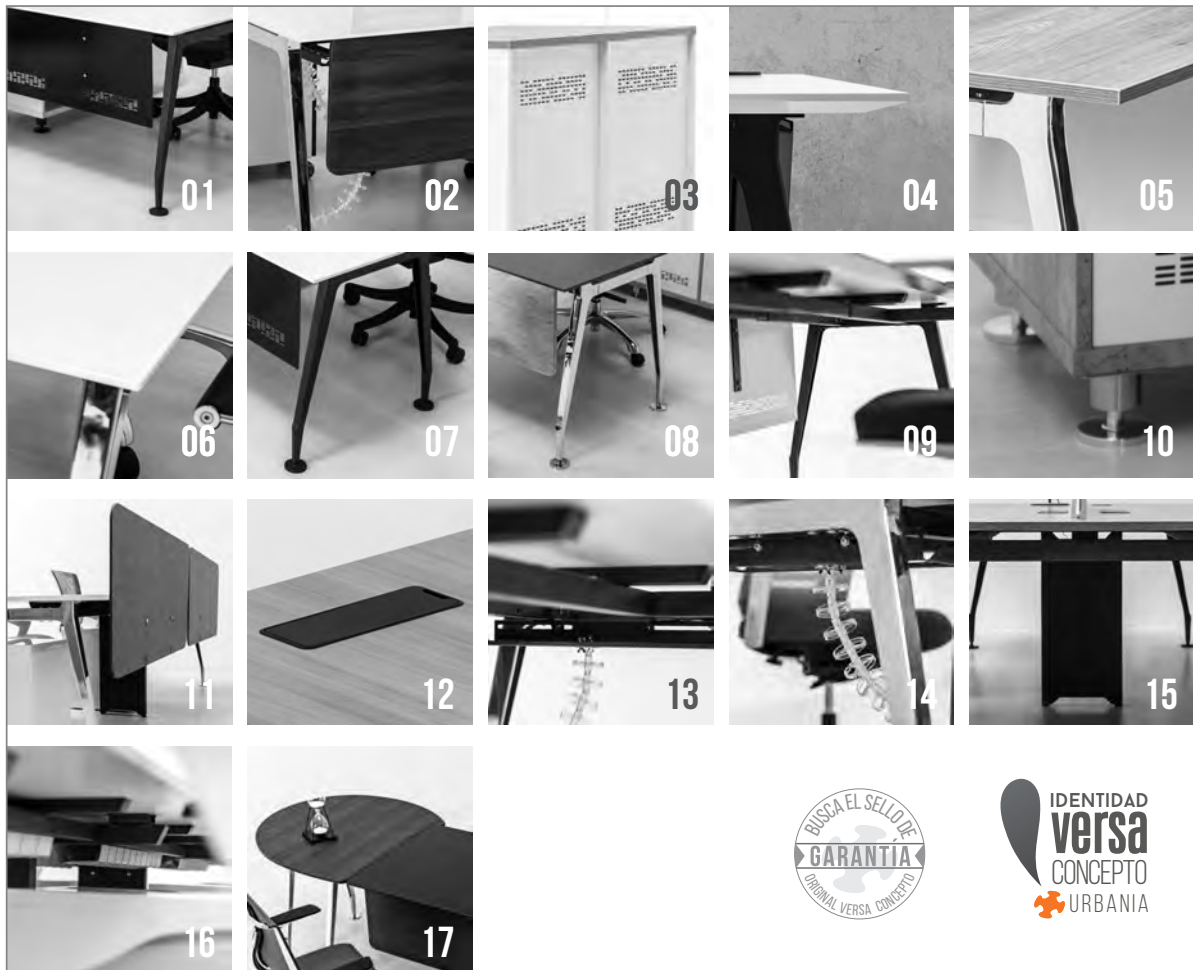 01
02
03
04
05
06
07
08
09
10
11
12
13
14
15
16
17
BUSCA EL SELLO DE
GARANTÍA
ORIGINAL VERSA CONCEPTO
IDENTIDAD
versa
CONCEPTO
URBANIA